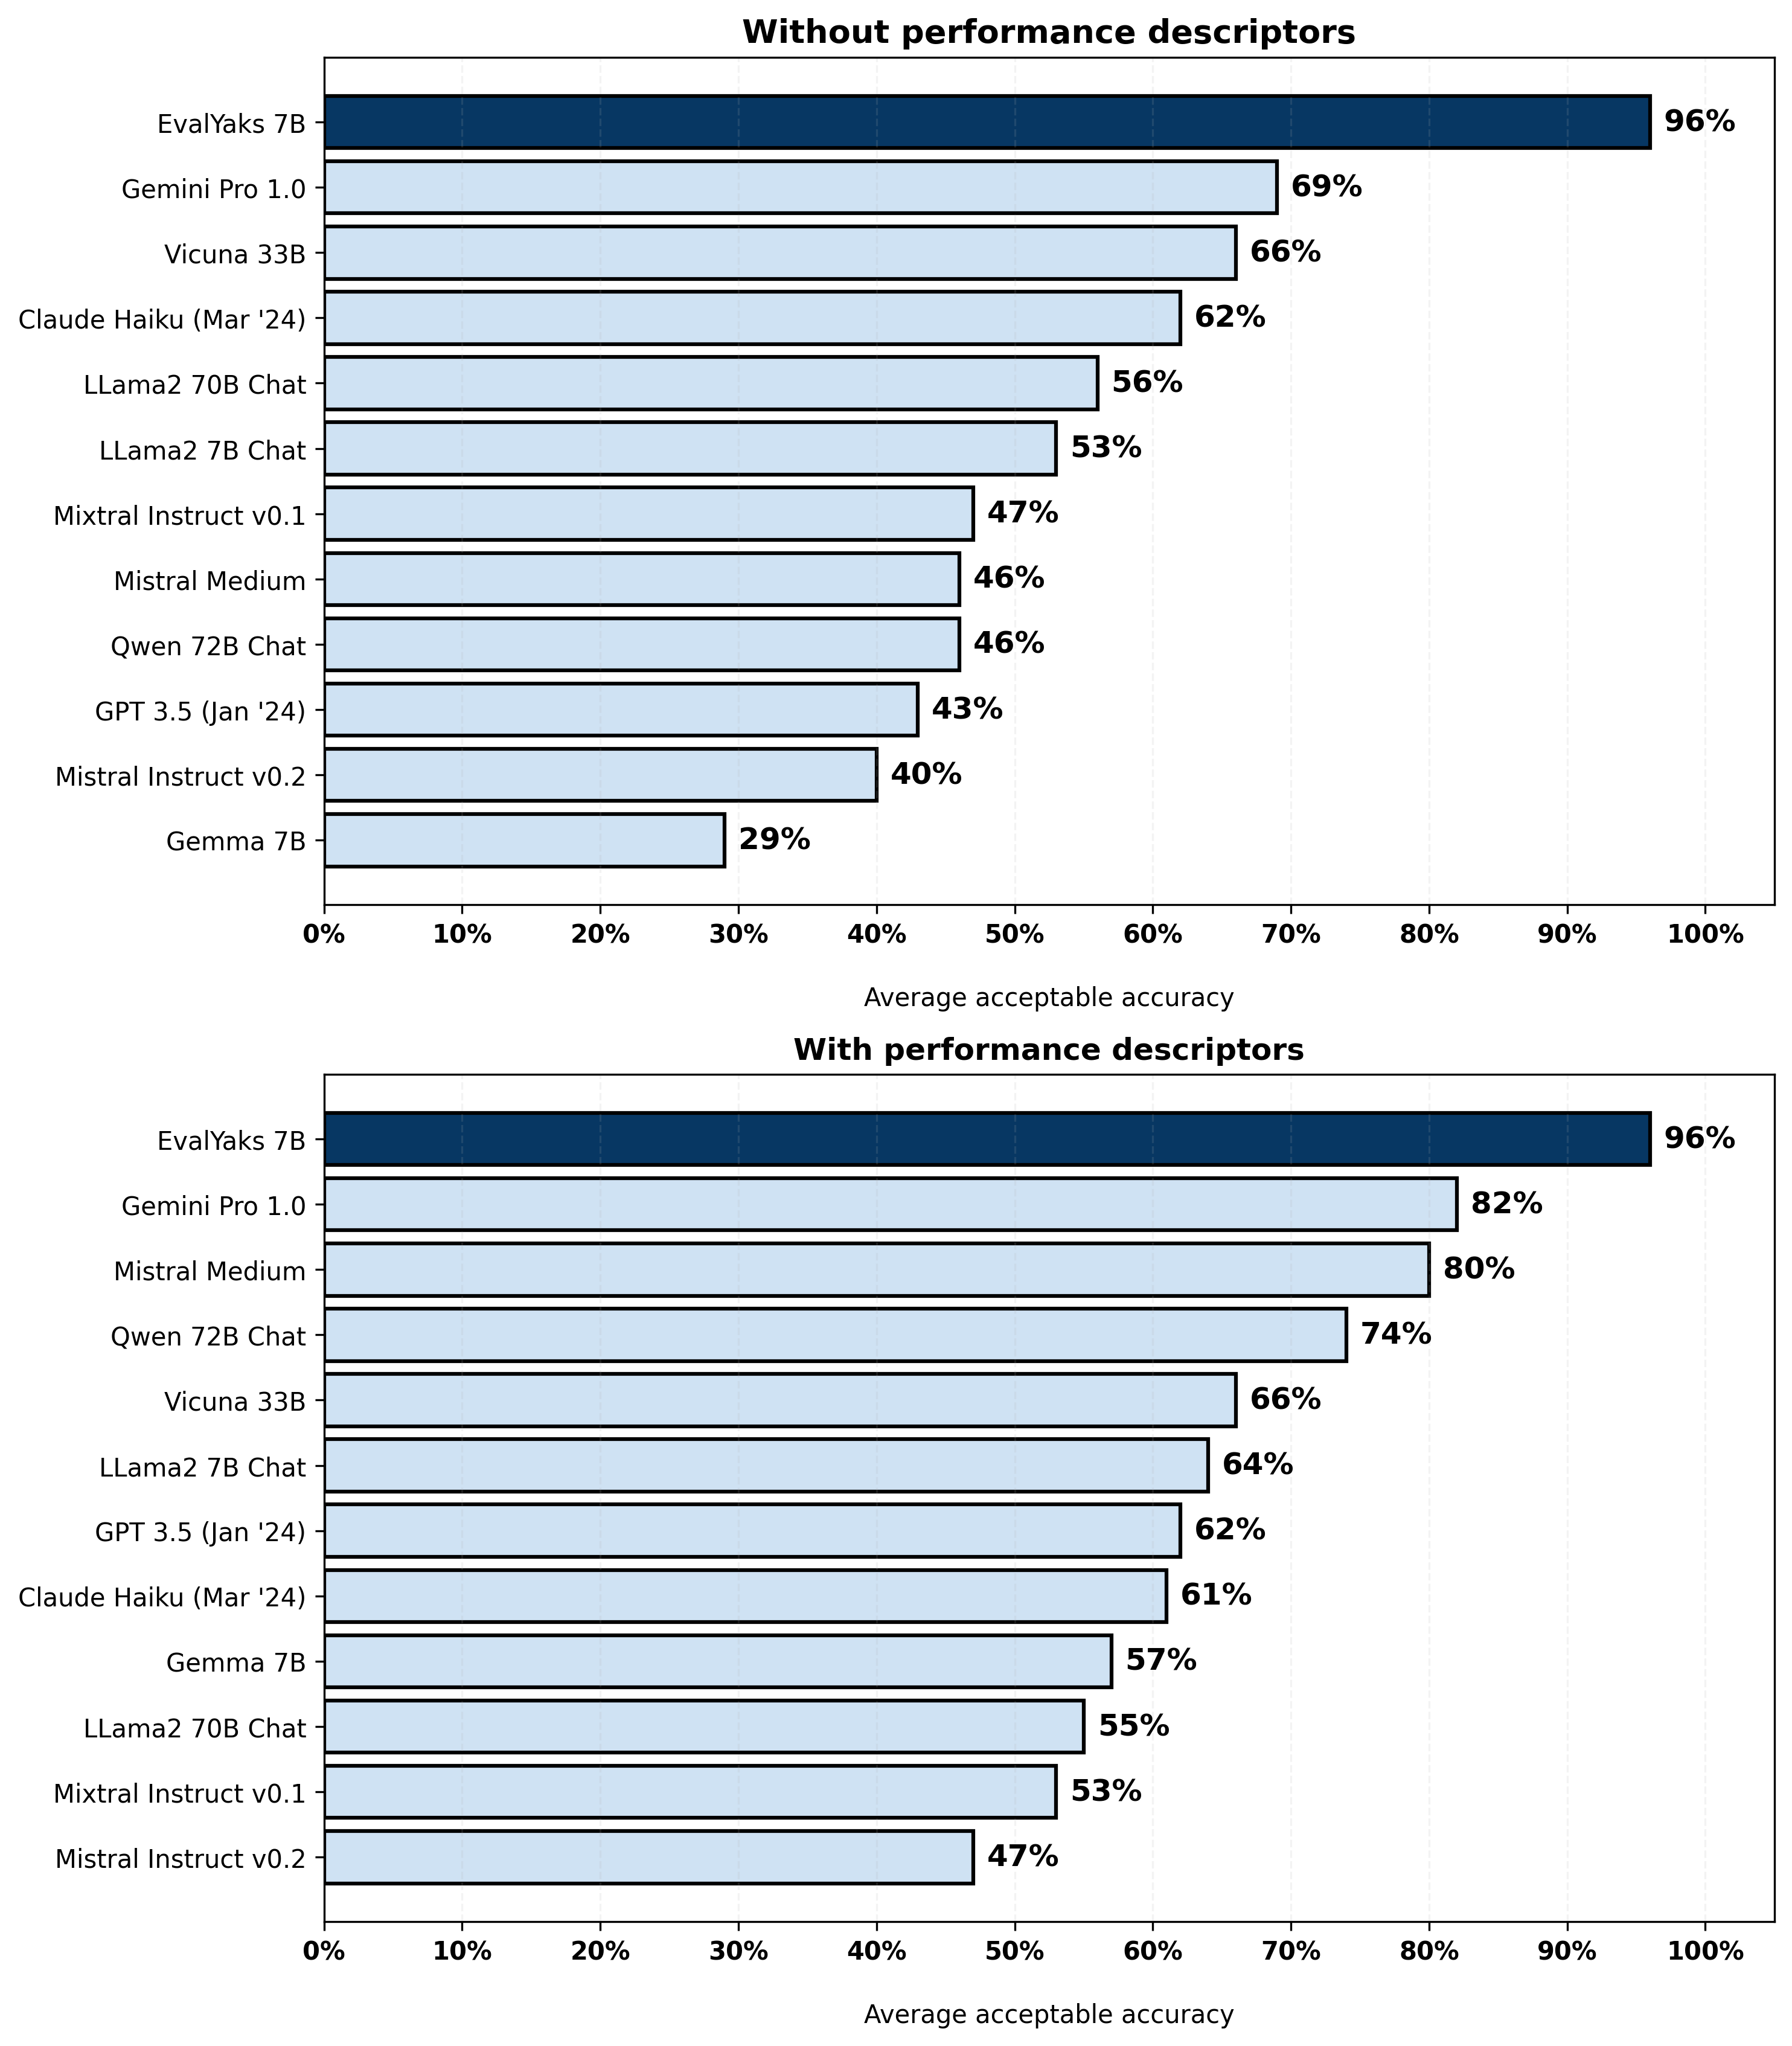 Without performance descriptors
EvalYaks 7B 96%
Gemini Pro 1.0 69%
Vicuna 33B 66%
Claude Haiku (Mar '24) 62%
LLama2 70B Chat 56%
LLama2 7B Chat 53%
Mixtral Instruct v0.1 47%
Mistral Medium 46%
Qwen 72B Chat 46%
GPT 3.5 (Jan '24) 43%
Mistral Instruct v0.2 40%
Gemma 7B 29%
0% 10% 20% 30% 40% 50% 60% 70% 80% 90% 100%
Average acceptable accuracy
With performance descriptors
EvalYaks 7B 96%
Gemini Pro 1.0 82%
Mistral Medium 80%
Qwen 72B Chat 74%
Vicuna 33B 66%
LLama2 7B Chat 64%
GPT 3.5 (Jan '24) 62%
Claude Haiku (Mar '24) 61%
Gemma 7B 57%
LLama2 70B Chat 55%
Mixtral Instruct v0.1 53%
Mistral Instruct v0.2 47%
0% 10% 20% 30% 40% 50% 60% 70% 80% 90% 100%
Average acceptable accuracy